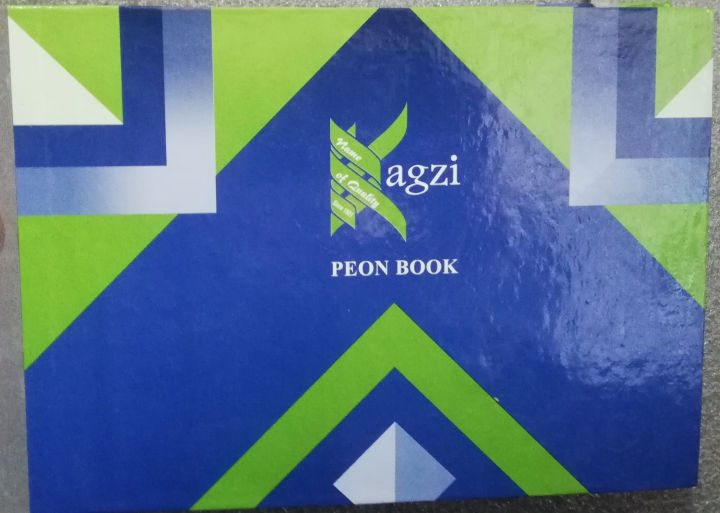 Kagzi
Name
of Quality
PEON BOOK